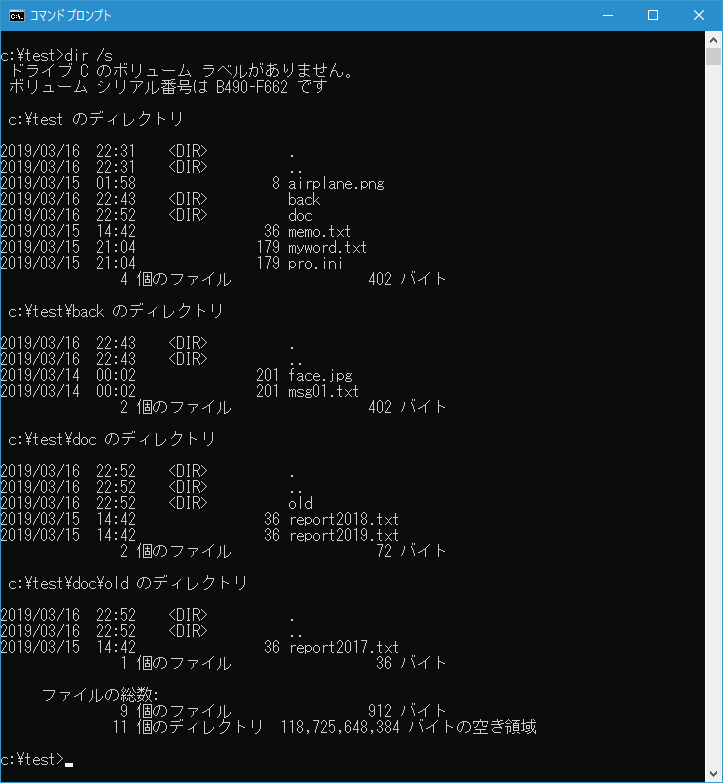 コマンドプロンプト
c:¥test>dir /s
ドライブ C のボリューム ラベルがありません。
ボリューム シリアル番号は B490-F662 です
c:¥test のディレクトリ
2019/03/16  22:31    <DIR>          .
2019/03/16  22:31    <DIR>          ..
2019/03/15  01:58                 8 airplane.png
2019/03/16  22:43    <DIR>          back
2019/03/16  22:52    <DIR>          doc
2019/03/15  14:42                36 memo.txt
2019/03/15  21:04               179 myword.txt
2019/03/15  21:04               179 pro.ini
4 個のファイル                 402 バイト
c:¥test¥back のディレクトリ
2019/03/16  22:43    <DIR>          .
2019/03/16  22:43    <DIR>          ..
2019/03/14  00:02               201 face.jpg
2019/03/14  00:02               201 msg01.txt
2 個のファイル                 402 バイト
c:¥test¥doc のディレクトリ
2019/03/16  22:52    <DIR>          .
2019/03/16  22:52    <DIR>          ..
2019/03/16  22:52    <DIR>          old
2019/03/15  14:42                36 report2018.txt
2019/03/15  14:42                36 report2019.txt
2 個のファイル                  72 バイト
c:¥test¥doc¥old のディレクトリ
2019/03/16  22:52    <DIR>          .
2019/03/16  22:52    <DIR>          ..
2019/03/15  14:42                36 report2017.txt
1 個のファイル                  36 バイト
ファイルの総数:
9 個のファイル                 912 バイト
11 個のディレクトリ  118,725,648,384 バイトの空き領域
c:¥test>